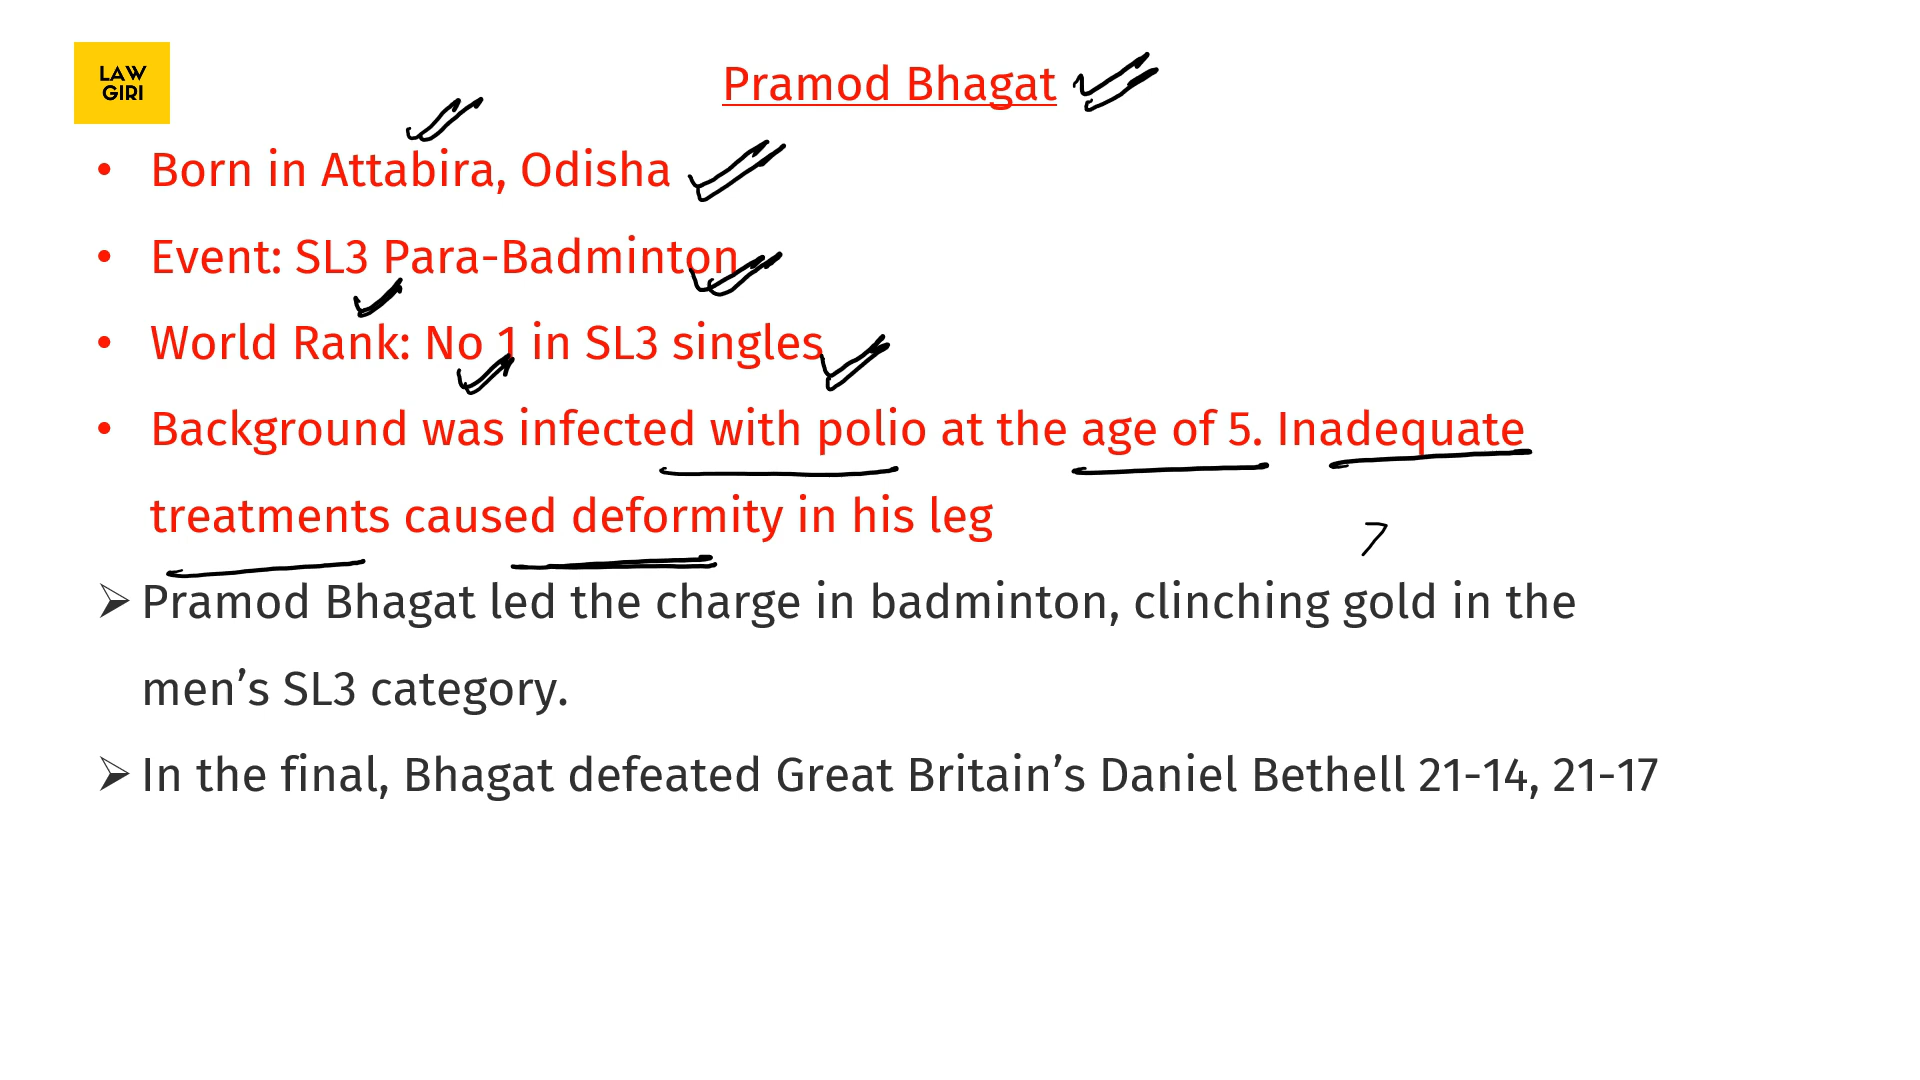 LAW
GIRI
Pramod Bhagat
• Born in Attabira, Odisha
• Event: SL3 Para-Badminton
• World Rank: No 1 in SL3 singles
• Background was infected with polio at the age of 5. Inadequate
treatments caused deformity in his leg
➢ Pramod Bhagat led the charge in badminton, clinching gold in the
men’s SL3 category.
➢ In the final, Bhagat defeated Great Britain’s Daniel Bethell 21-14, 21-17